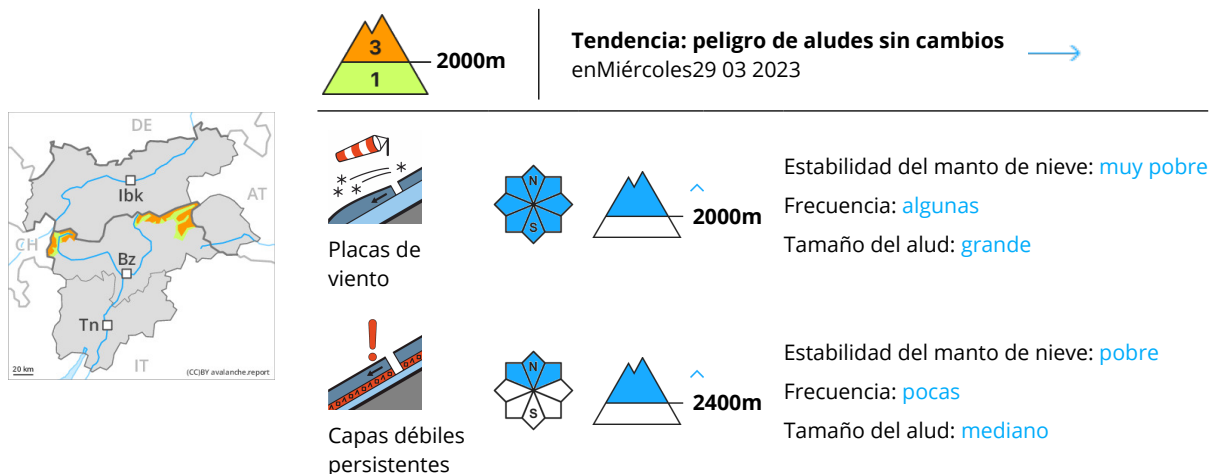 3
1
2000m
Tendencia: peligro de aludes sin cambios
enMiércoles29 03 2023
DE
Ibk
AT
CH
Bz
Tn
IT
20 km
(CC)BY avalanche.report
Placas de
viento
N
S
2000m
Estabilidad del manto de nieve: muy pobre
Frecuencia: algunas
Tamaño del alud: grande
Capas débiles
persistentes
N
S
2400m
Estabilidad del manto de nieve: pobre
Frecuencia: pocas
Tamaño del alud: mediano